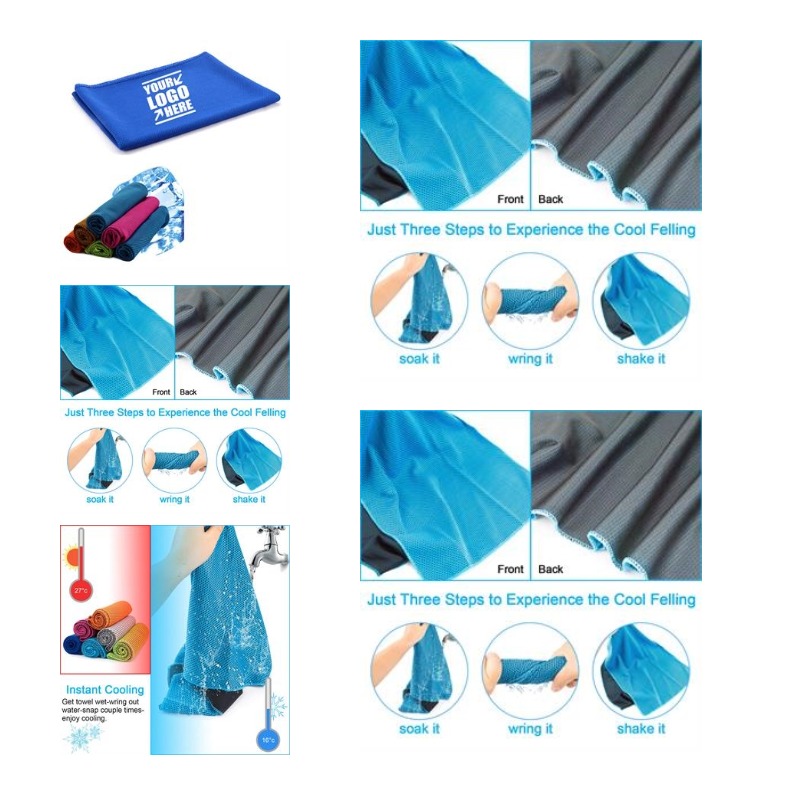 YOUR
LOGO
HERE
Front
Back
Just Three Steps to Experience the Cool Felling
soak it
wring it
shake it
27°c
Instant Cooling
Get towel wet-wring out
water-snap couple times-
enjoy cooling.
16°c
Front
Back
Just Three Steps to Experience the Cool Felling
soak it
wring it
shake it
Front
Back
Just Three Steps to Experience the Cool Felling
soak it
wring it
shake it